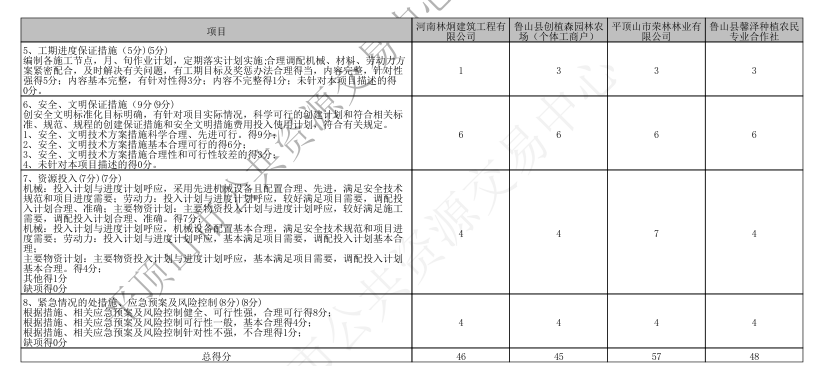 项目
河南林炯建筑工程有
限公司
鲁山县创植森园林农
场（个体工商户）
平顶山市荣林林业有
限公司
鲁山县馨泽种植农民
专业合作社
5、工期进度保证措施（5分)(5分)
编制各施工节点，月、旬作业计划，定期落实计划实施;合理调配机械、材料、劳动力方
案紧密配合，及时解决有关问题，有工期目标及奖惩办法合理得当，内容完整，针对性
强得5分；内容基本完整，有针对性得3分；内容不完整得1分；未针对本项目描述的得
0分。
1
3
3
3
6、安全、文明保证措施（9分(9分)
创安全文明标准化目标明确，有针对项目实际情况，科学可行的创建计划和符合相关标
准、规范、规程的创建保证措施和安全文明措施费用投入使用计划，符合有关规定。
1、安全、文明技术方案措施科学合理、先进可行。得9分；
2、安全、文明技术方案措施基本合理可行的得6分；
3、安全、文明技术方案措施合理性和可行性较差的得3分；
4、未针对本项目描述的得0分。
6
6
6
6
7、资源投入(7分)(7分)
机械：投入计划与进度计划呼应，采用先进机械设备且配置合理、先进，满足安全技术
规范和项目进度需要；劳动力：投入计划与进度计划呼应，较好满足项目需要，调配投
入计划合理、准确；主要物资计划：主要物资投入计划与进度计划呼应，较好满足施工
需要，调配投入计划合理、准确。得7分；
机械：投入计划与进度计划呼应，机械设备配置基本合理，满足安全技术规范和项目进
度需要；劳动力：投入计划与进度计划呼应，基本满足项目需要，调配投入计划基本合
理；
主要物资计划：主要物资投入计划与进度计划呼应，基本满足项目需要，调配投入计划
基本合理。得4分；
其他得1分
缺项得0分
4
4
7
4
8、紧急情况的处措施、应急预案及风险控制(8分)(8分)
根据措施、相关应急预案及风险控制健全、可行性强，合理可行得8分；
根据措施、相关应急预案及风险控制可行性一般，基本合理得4分；
根据措施、相关应急预案及风险控制针对性不强，不合理得1分；
缺项得0分
4
4
4
4
总得分
46
45
57
48
平顶山市公共资源交易中心
市公共资源交易中心